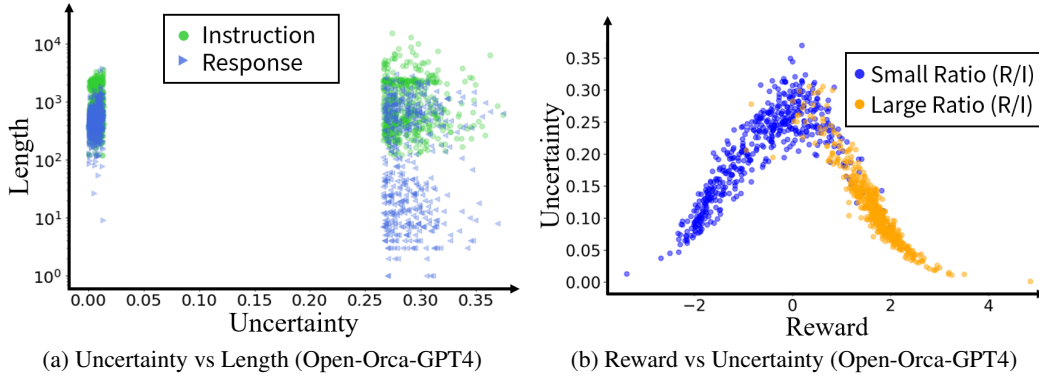 Instruction
Response
10⁴
10³
10²
10¹
10⁰
Length
0.00 0.05 0.10 0.15 0.20 0.25 0.30 0.35
Uncertainty
(a) Uncertainty vs Length (Open-Orca-GPT4)
Small Ratio (R/I)
Large Ratio (R/I)
0.35
0.30
0.25
0.20
0.15
0.10
0.05
0.00
Uncertainty
−2 0 2 4
Reward
(b) Reward vs Uncertainty (Open-Orca-GPT4)